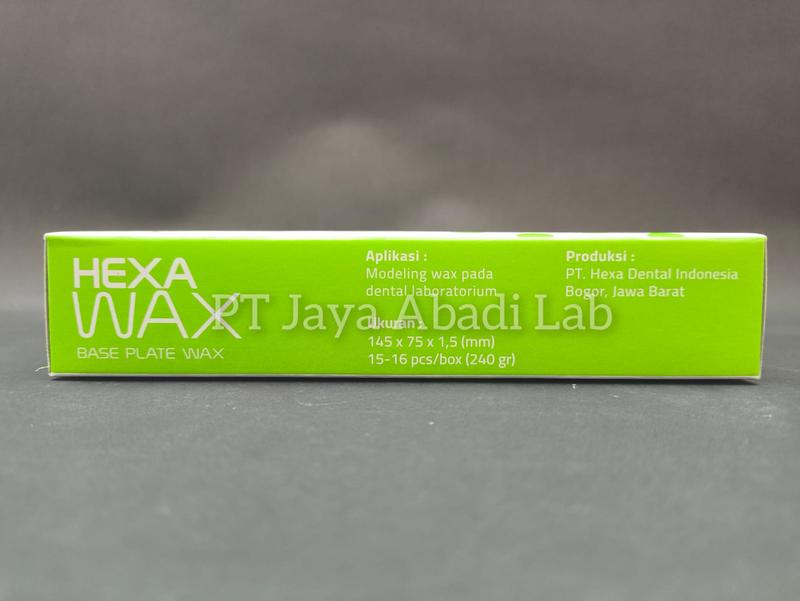 HEXA
WAX
BASE PLATE WAX
Aplikasi :
Modeling wax pada
dental laboratorium
Ukuran :
145 x 75 x 1,5 (mm)
15-16 pcs/box (240 gr)
Produksi :
PT. Hexa Dental Indonesia
Bogor, Jawa Barat
PT Jaya Abadi Lab